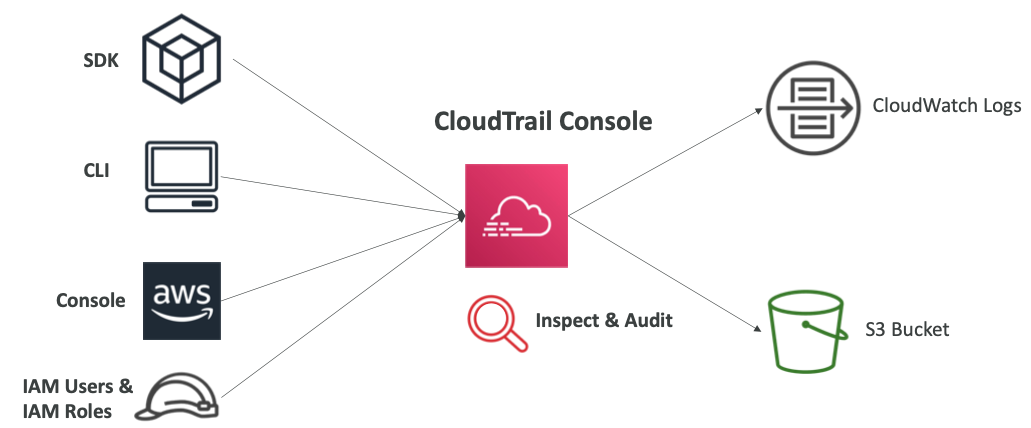 SDK
CLI
Console
aws
IAM Users &
IAM Roles
CloudTrail Console
Inspect & Audit
CloudWatch Logs
S3 Bucket